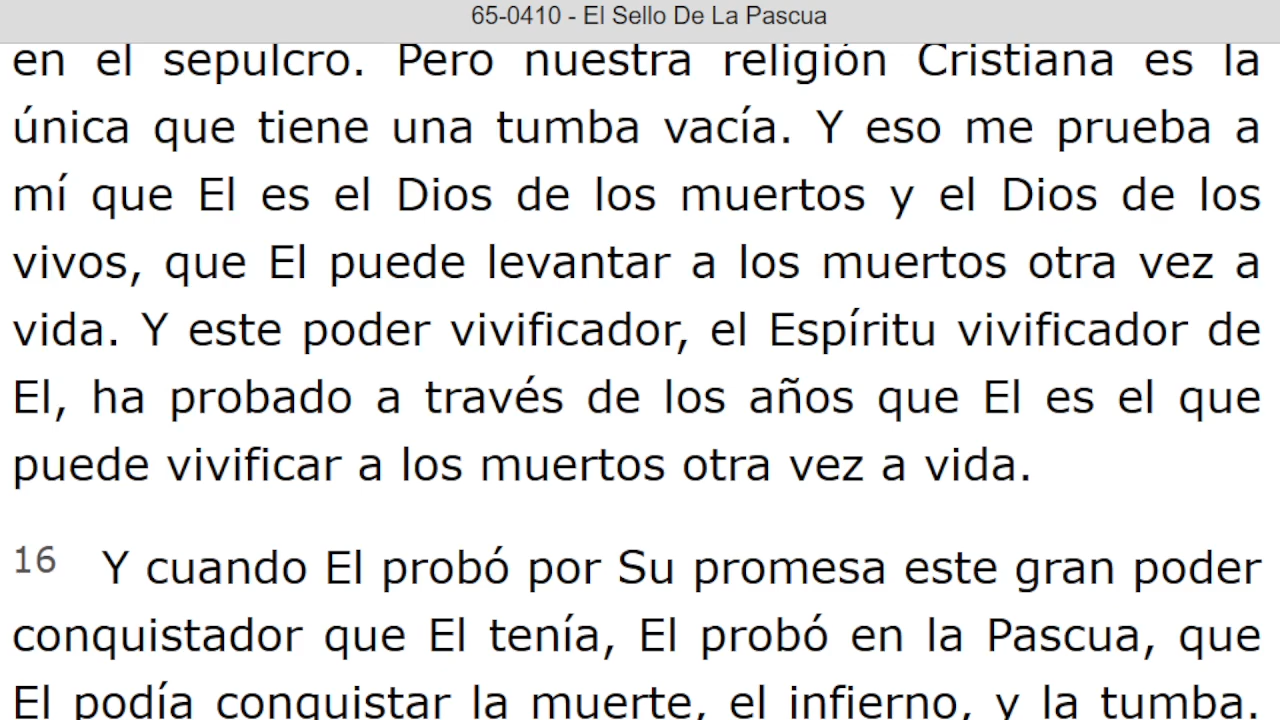 65-0410 - El Sello De La Pascua
en el sepulcro. Pero nuestra religión Cristiana es la
única que tiene una tumba vacía. Y eso me prueba a
mí que El es el Dios de los muertos y el Dios de los
vivos, que El puede levantar a los muertos otra vez a
vida. Y este poder vivificador, el Espíritu vivificador de
El, ha probado a través de los años que El es el que
puede vivificar a los muertos otra vez a vida.
16 Y cuando El probó por Su promesa este gran poder
conquistador que El tenía, El probó en la Pascua, que
El podía conquistar la muerte, el infierno, y la tumba.